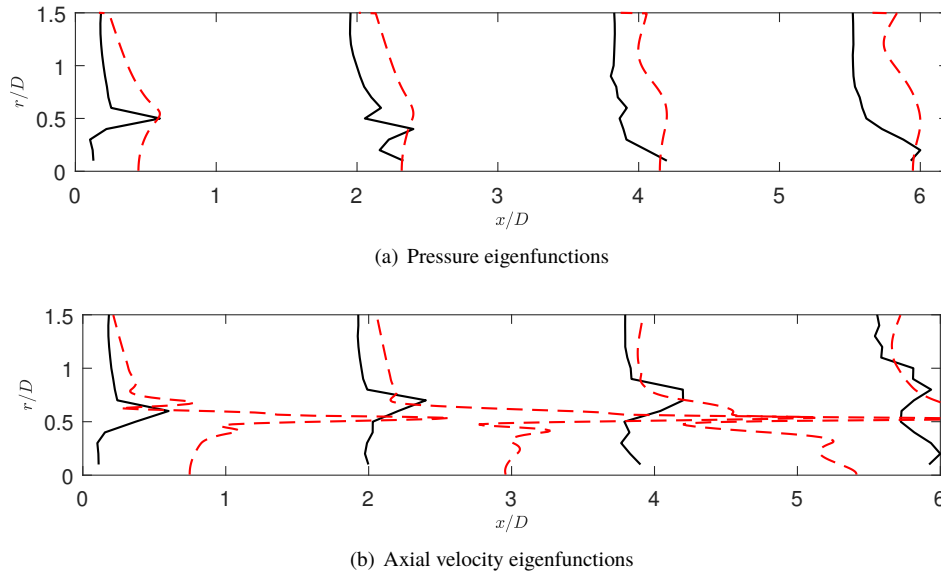 1.5
1
0.5
0
r/D
0 1 2 3 4 5 6
x/D
(a) Pressure eigenfunctions
1.5
1
0.5
0
r/D
0 1 2 3 4 5 6
x/D
(b) Axial velocity eigenfunctions